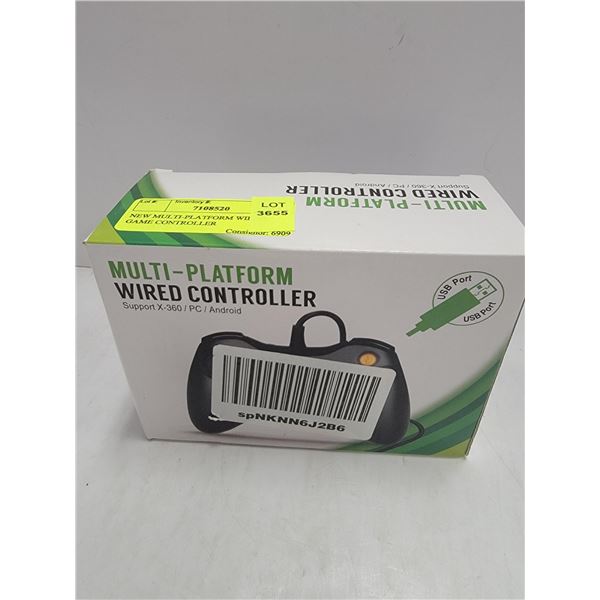 Lot #:
Inventory #:
7108520
NEW MULTI-PLATFORM WI
GAME CONTROLLER
Consignor: 6909
LOT
3655
MULTI-PLATFORM
WIRED CONTROLLER
Support X-360 / PC / Android
MULTI-PLATFORM
WIRED CONTROLLER
Support X-360 / PC / Android
USB Port
USB Port
spNKNN6J2B6